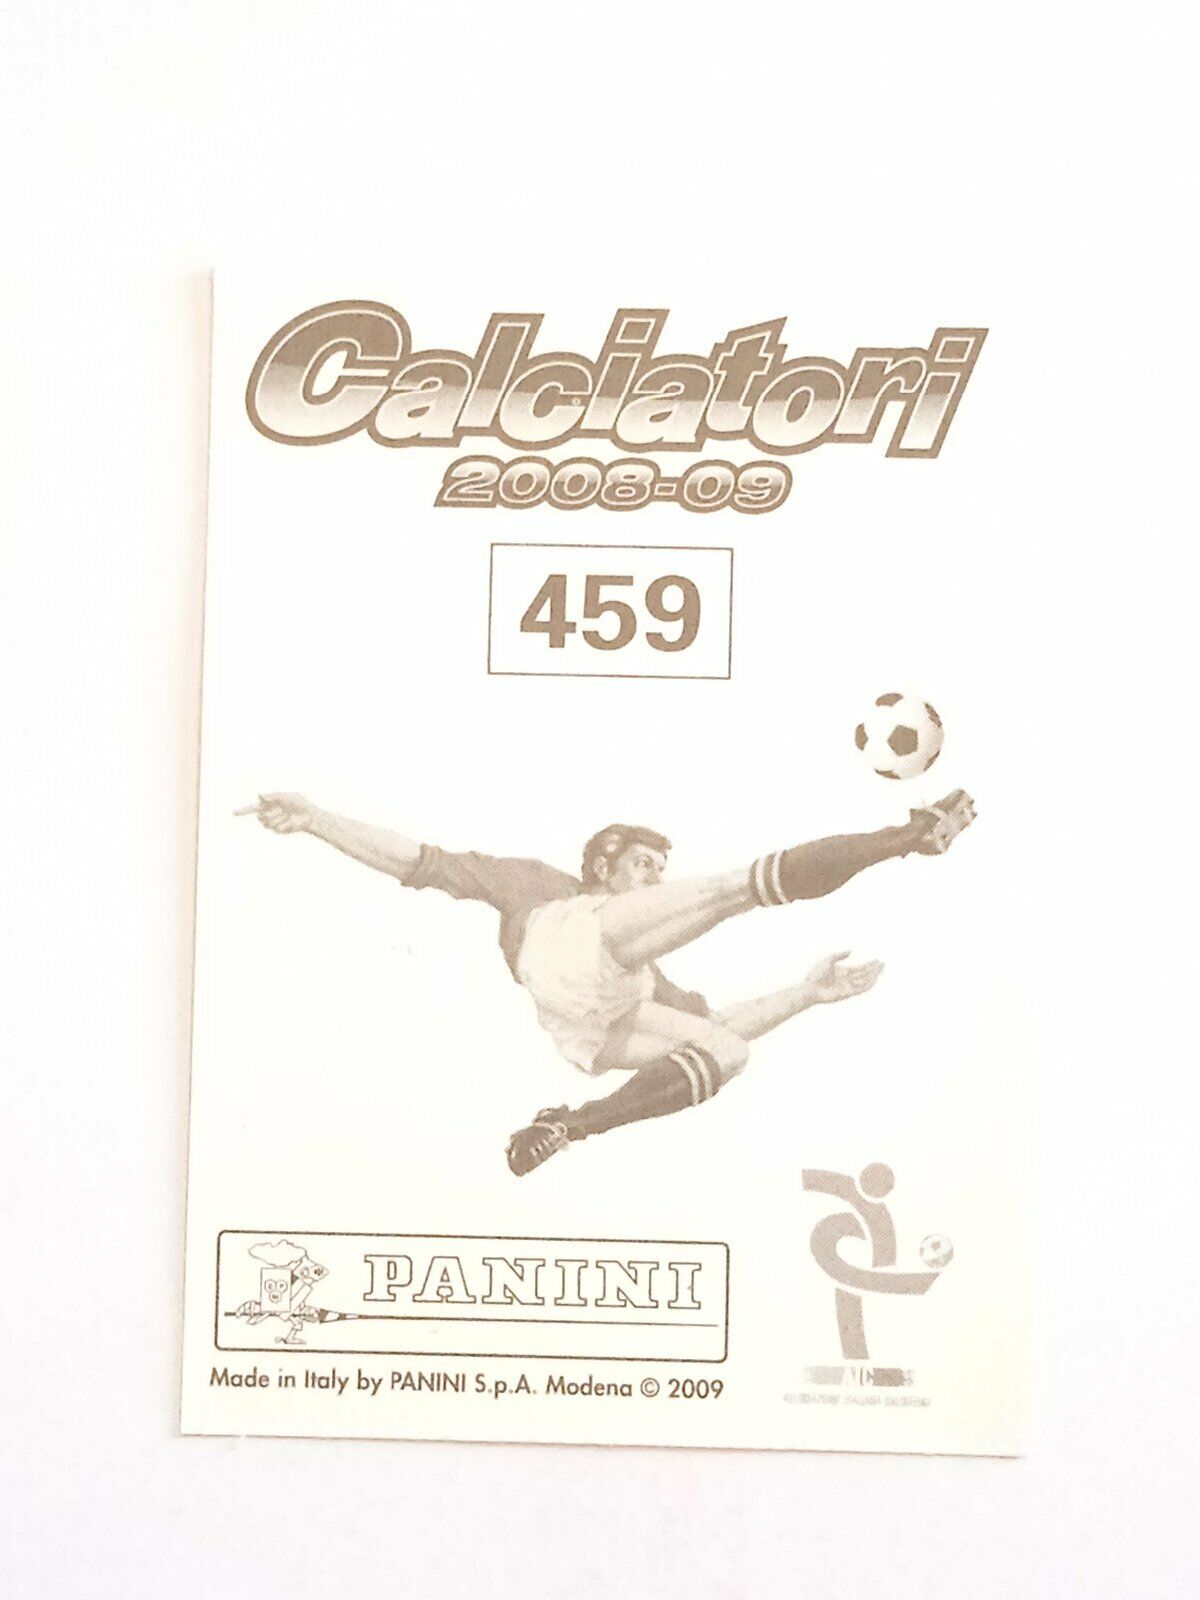 Calciatori
2008-09
459
PANINI
Made in Italy by PANINI S.p.A. Modena © 2009